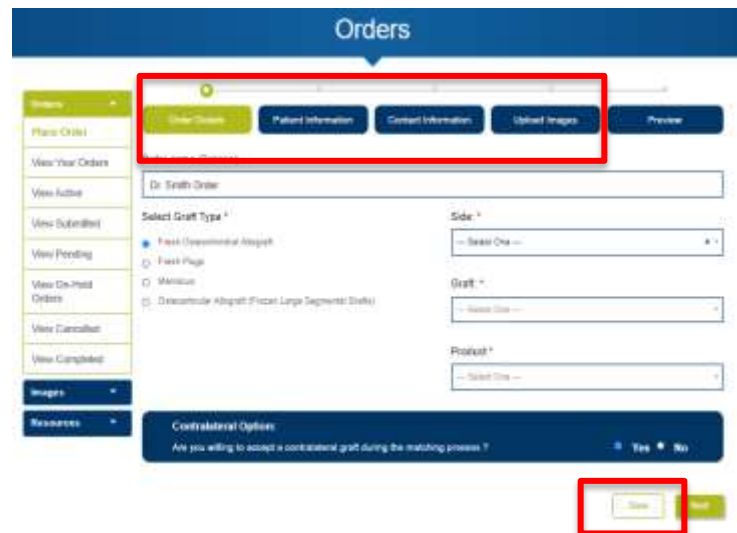 Orders
Orders
Place Order
View Your Orders
View Active
View Submitted
View Pending
View On-Hold
Orders
View Cancelled
View Completed
Images
Resources
Order Details
Patient Information
Contact Information
Upload Images
Preview
Dr. Smith Order
Select Graft Type *
Fresh Osteochondral Allograft
Fresh Plugs
Meniscus
Osteoarticular Allograft (Frozen Large Segmental Grafts)
Side *
-- Select One --
Graft *
-- Select One --
Product *
-- Select One --
Contralateral Option:
Are you willing to accept a contralateral graft during the matching process ?
Yes
No
Save
Next